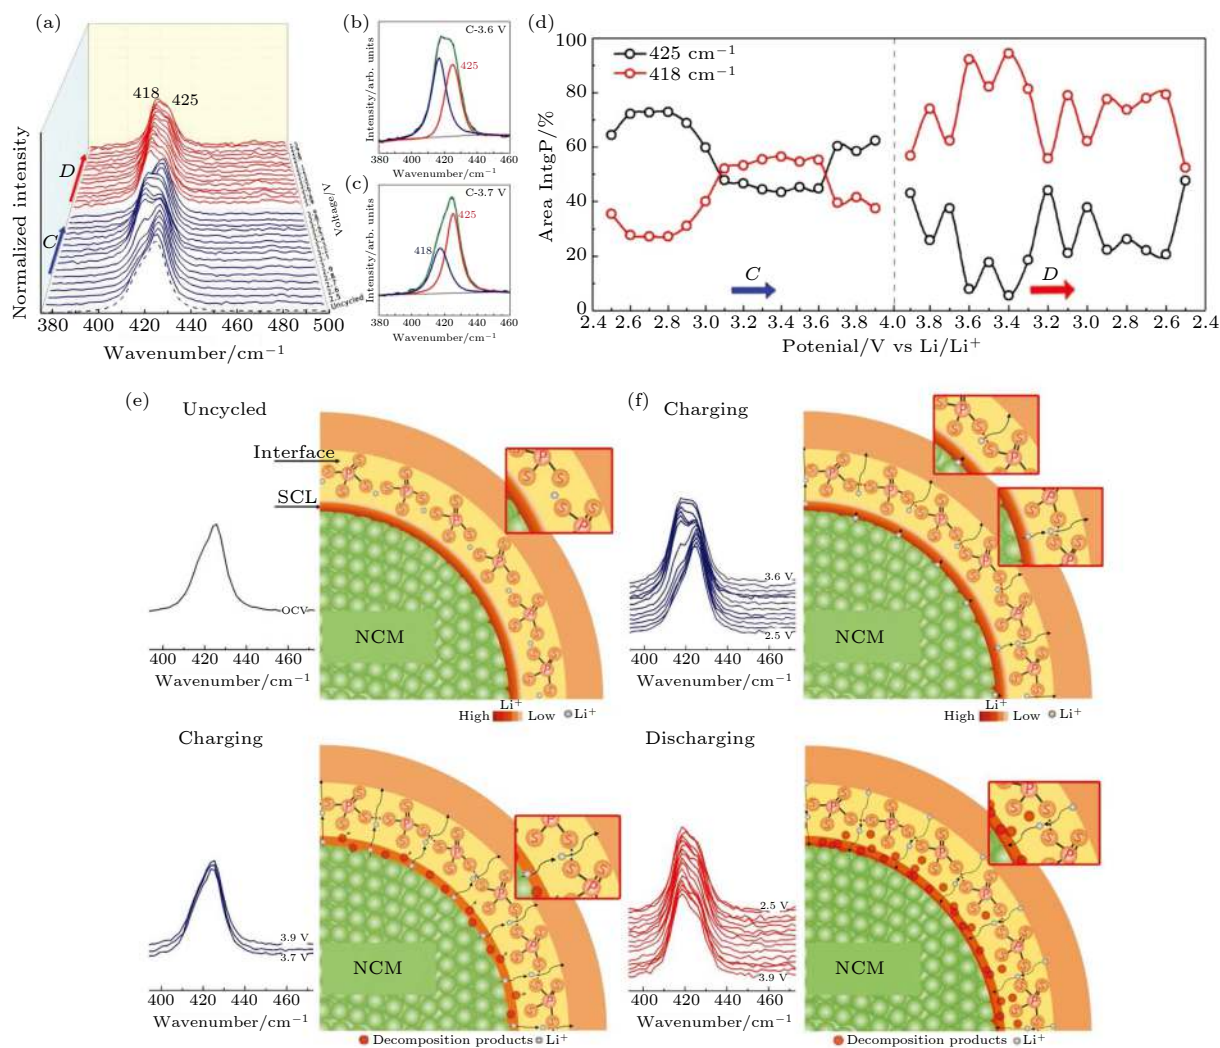 (a)
418
425
D
C
Normalized intensity
Voltage/V
Uncycled
375
400
425
450
475
500
Wavenumber/cm−1
(b)
C-3.6 V
425
Intensity/arb. units
380 400 420 440 460
Wavenumber/cm−1
(c)
C-3.7 V
425
418
Intensity/arb. units
380 400 420 440 460
Wavenumber/cm−1
(d)
425 cm−1
418 cm−1
Area IntgP/%
100
80
60
40
20
0
C
D
2.4 2.6 2.8 3.0 3.2 3.4 3.6 3.8 4.0 3.8 3.6 3.4 3.2 3.0 2.8 2.6 2.4
Potenial/V vs Li/Li+
(e)
Uncycled
Interface
SCL
OCV
400 420 440 460
Wavenumber/cm−1
P
S
NCM
Li+
High Low Li+
(f)
Charging
3.6 V
2.5 V
400 420 440 460
Wavenumber/cm−1
P
S
NCM
Li+
High Low Li+
Charging
3.9 V
3.7 V
400 420 440 460
Wavenumber/cm−1
P
S
NCM
Decomposition products Li+
Discharging
2.5 V
3.9 V
400 420 440 460
Wavenumber/cm−1
P
S
NCM
Decomposition products Li+